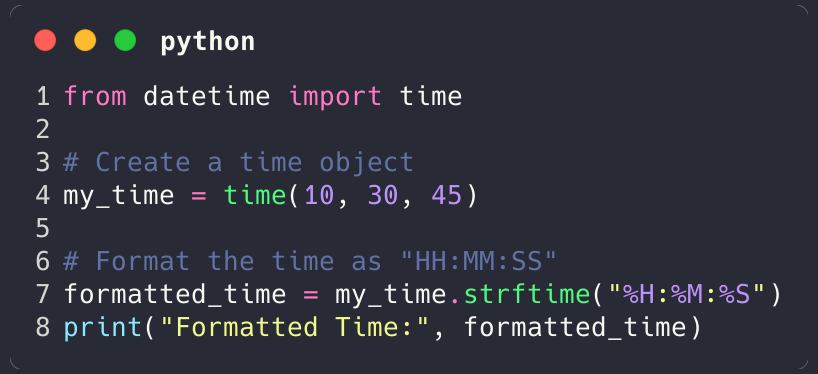 python
1 from datetime import time
2
3 # Create a time object
4 my_time = time(10, 30, 45)
5
6 # Format the time as "HH:MM:SS"
7 formatted_time = my_time.strftime("%H:%M:%S")
8 print("Formatted Time:", formatted_time)